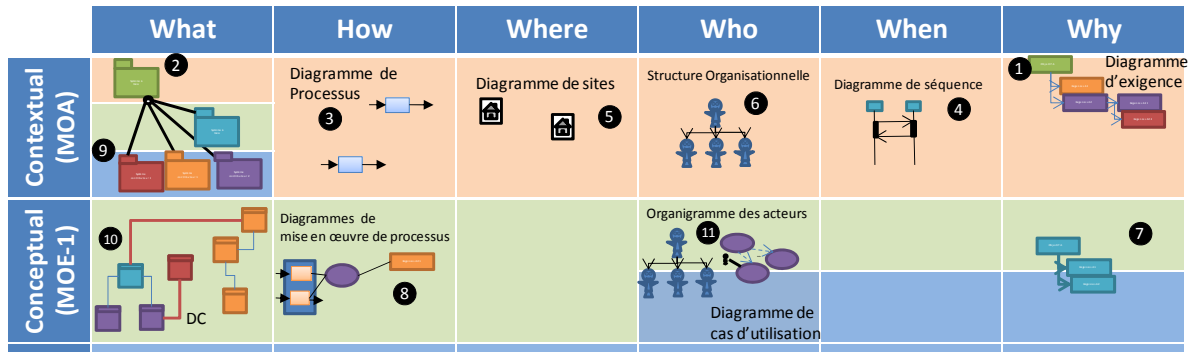 What
How
Where
Who
When
Why
Contextual
(MOA)
2
9
Diagramme de
Processus
3
Diagramme de sites
5
Structure Organisationnelle
6
Diagramme de séquence
4
1
Diagramme
d'exigence
Conceptual
(MOE-1)
10
DC
Diagrammes de
mise en œuvre de processus
8
Organigramme des acteurs
11
Diagramme de
cas d'utilisation
7